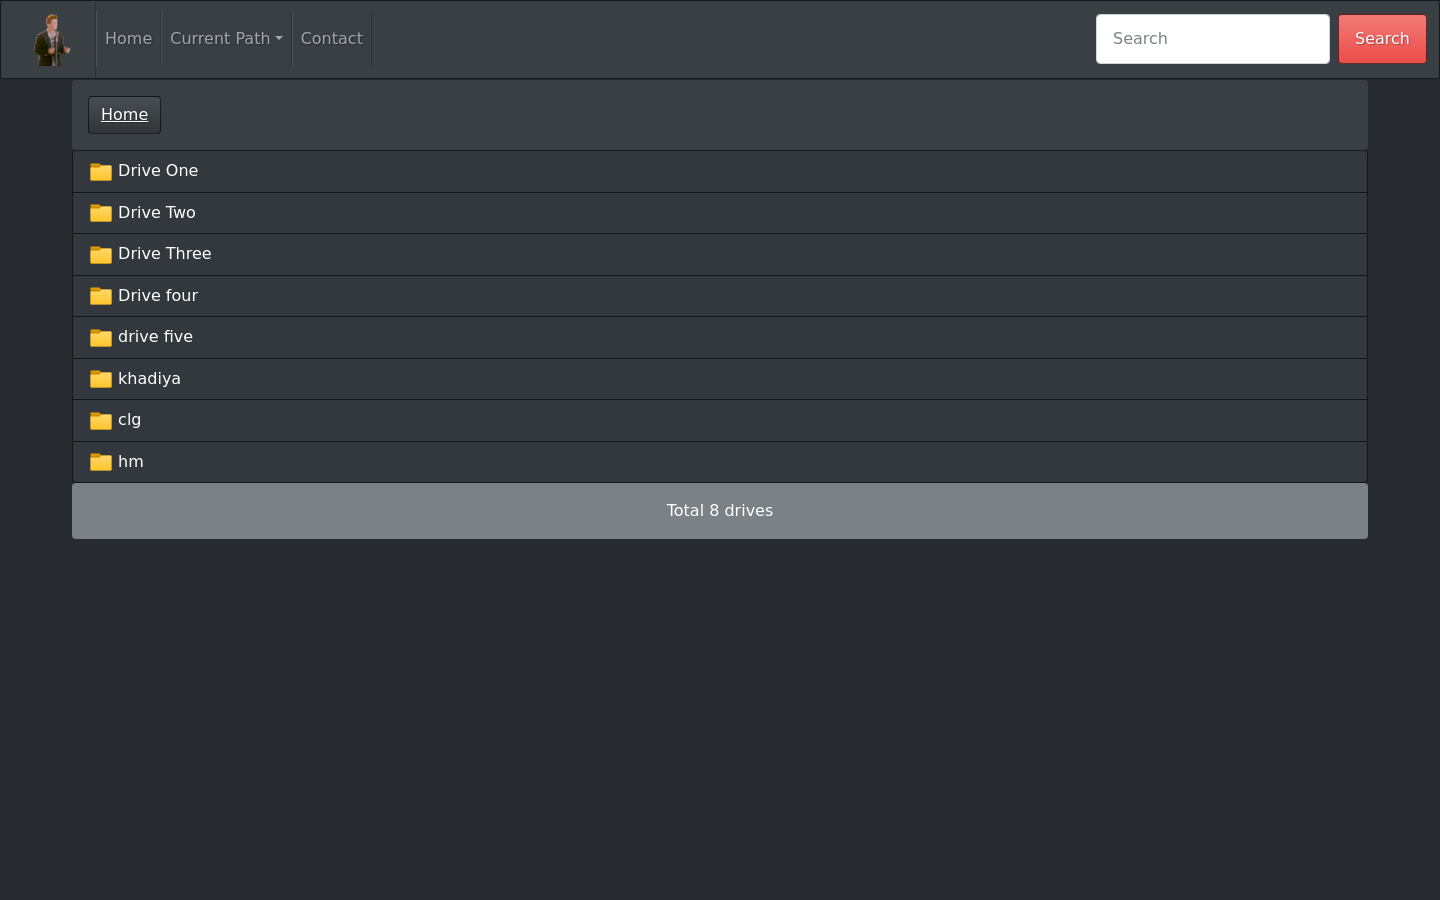 Home
Current Path
Contact
Search
Search
Home
Drive One
Drive Two
Drive Three
Drive four
drive five
khadiya
clg
hm
Total 8 drives